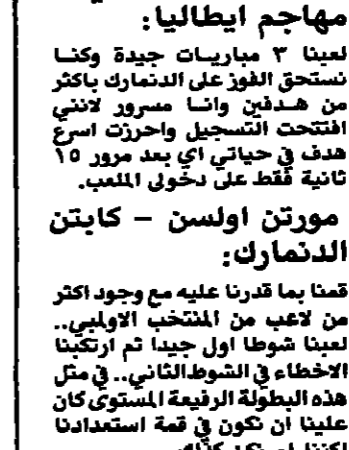 مهاجم ايطاليا:
لعبنا ٣ مباريات جيدة وكنا
نستحق الفوز على الدنمارك باكثر
من هدفين وانا مسرور لانني
افتتحت التسجيل واحرزت اسرع
هدف في حياتي اي بعد مرور ١٥
ثانية فقط على دخولى الملعب.
مورتن اولسن - كابتن
الدنمارك:
قمنا بما قدرنا عليه مع وجود اكثر
من لاعب من المنتخب الاولمبي..
لعبنا شوطا اول جيدا ثم ارتكبنا
الاخطاء في الشوط الثاني.. في مثل
هذه البطولة الرفيعة المستوى كان
علينا ان نكون في قمة استعدادنا